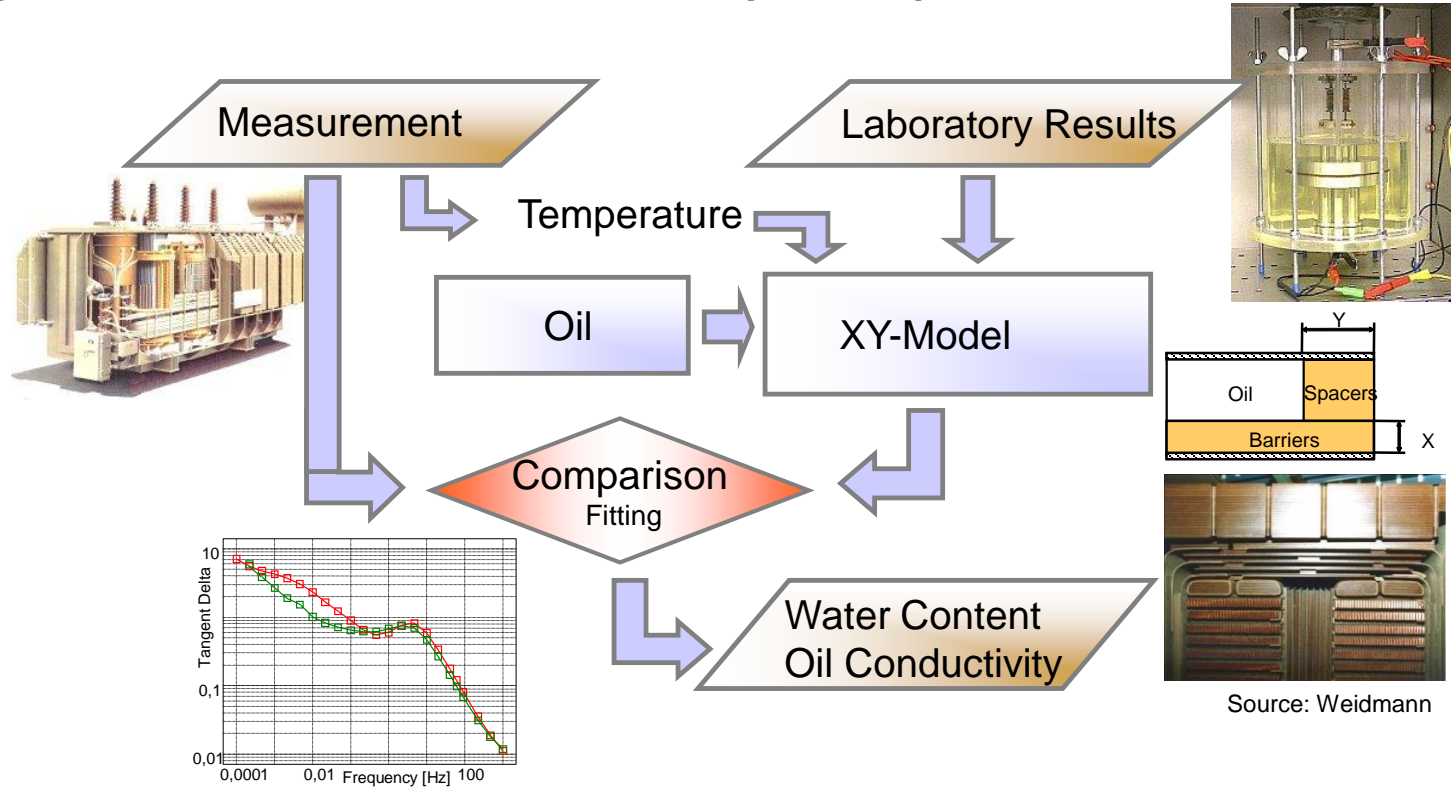 Measurement
Laboratory Results
Temperature
Oil
XY-Model
Y
Oil
Spacers
Barriers
X
Comparison
Fitting
10
0,1
0,01
Tangent Delta
0,0001
0,01
Frequency [Hz]
100
Water Content
Oil Conductivity
Source: Weidmann